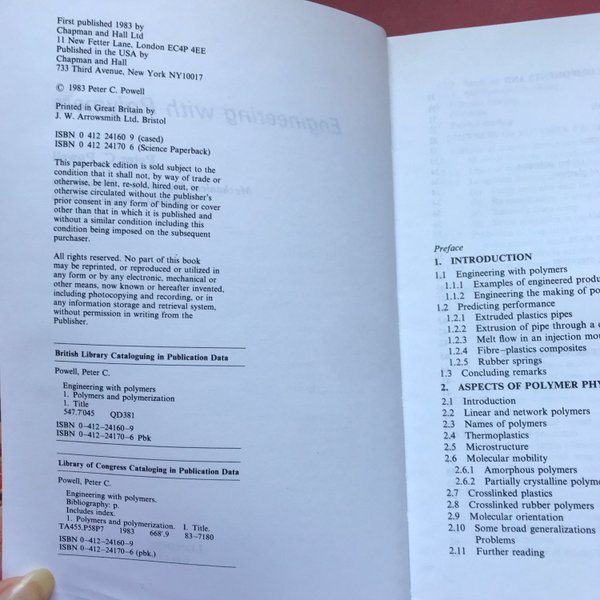 First published 1983 by
Chapman and Hall Ltd
11 New Fetter Lane, London EC4P 4EE
Published in the USA by
Chapman and Hall
733 Third Avenue, New York NY10017
© 1983 Peter C. Powell
Printed in Great Britain by
J. W. Arrowsmith Ltd. Bristol
ISBN 0 412 24160 9 (cased)
ISBN 0 412 24170 6 (Science Paperback)
This paperback edition is sold subject to the
condition that it shall not, by way of trade or
otherwise, be lent, re-sold, hired out, or
otherwise circulated without the publisher's
prior consent in any form of binding or cover
other than that in which it is published and
without a similar condition including this
condition being imposed on the subsequent
purchaser.
All rights reserved. No part of this book
may be reprinted, or reproduced or utilized in
any form or by any electronic, mechanical or
other means, now known or hereafter invented,
including photocopying and recording, or in
any information storage and retrieval system,
without permission in writing from the
Publisher.
British Library Cataloguing in Publication Data
Powell, Peter C.
Engineering with polymers
1. Polymers and polymerization
1. Title
547.7'045 QD381
ISBN 0-412-24160-9
ISBN 0-412-24170-6 Pbk
Library of Congress Cataloging in Publication Data
Powell, Peter C.
Engineering with polymers.
Bibliography: p.
Includes index.
1. Polymers and polymerization. I. Title.
TA455.P58P7 1983 668'.9 83-7180
ISBN 0-412-24160-9
ISBN 0-412-24170-6 (pbk.)
Preface
1. INTRODUCTION
1.1 Engineering with polymers
1.1.1 Examples of engineered produ
1.1.2 Engineering the making of po
1.2 Predicting performance
1.2.1 Extruded plastics pipes
1.2.2 Extrusion of pipe through a
1.2.3 Melt flow in an injection mou
1.2.4 Fibre-plastics composites
1.2.5 Rubber springs
1.3 Concluding remarks
2. ASPECTS OF POLYMER PHY
2.1 Introduction
2.2 Linear and network polymers
2.3 Names of polymers
2.4 Thermoplastics
2.5 Microstructure
2.6 Molecular mobility
2.6.1 Amorphous polymers
2.6.2 Partially crystalline polyme
2.7 Crosslinked plastics
2.8 Crosslinked rubber polymers
2.9 Molecular orientation
2.10 Some broad generalizations
Problems
2.11 Further reading